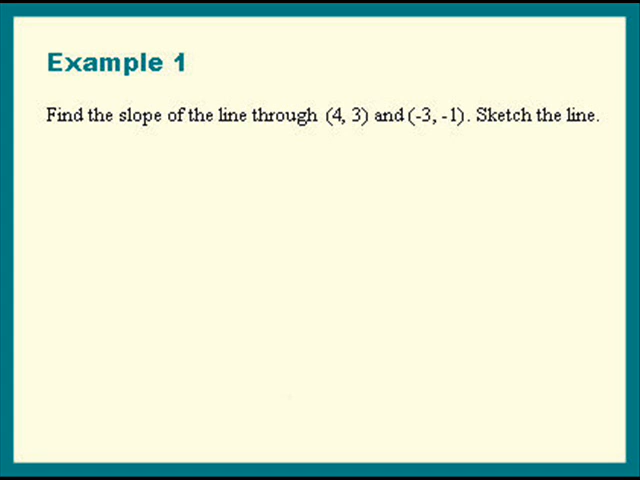 Example 1
Find the slope of the line through (4, 3) and (-3, -1). Sketch the line.